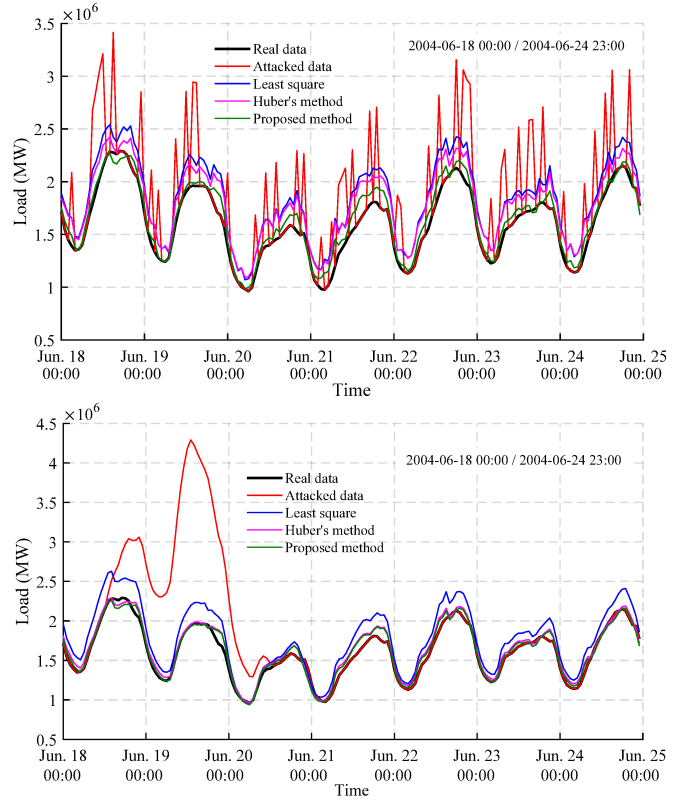 ×10⁶
3.5
3
2.5
2
1.5
1
0.5
Load (MW)
2004-06-18 00:00 / 2004-06-24 23:00
Real data
Attacked data
Least square
Huber's method
Proposed method
Jun. 18 Jun. 19 Jun. 20 Jun. 21 Jun. 22 Jun. 23 Jun. 24 Jun. 25
00:00 00:00 00:00 00:00 00:00 00:00 00:00 00:00
Time
×10⁶
4.5
4
3.5
3
2.5
2
1.5
1
0.5
Load (MW)
2004-06-18 00:00 / 2004-06-24 23:00
Real data
Attacked data
Least square
Huber's method
Proposed method
Jun. 18 Jun. 19 Jun. 20 Jun. 21 Jun. 22 Jun. 23 Jun. 24 Jun. 25
00:00 00:00 00:00 00:00 00:00 00:00 00:00 00:00
Time